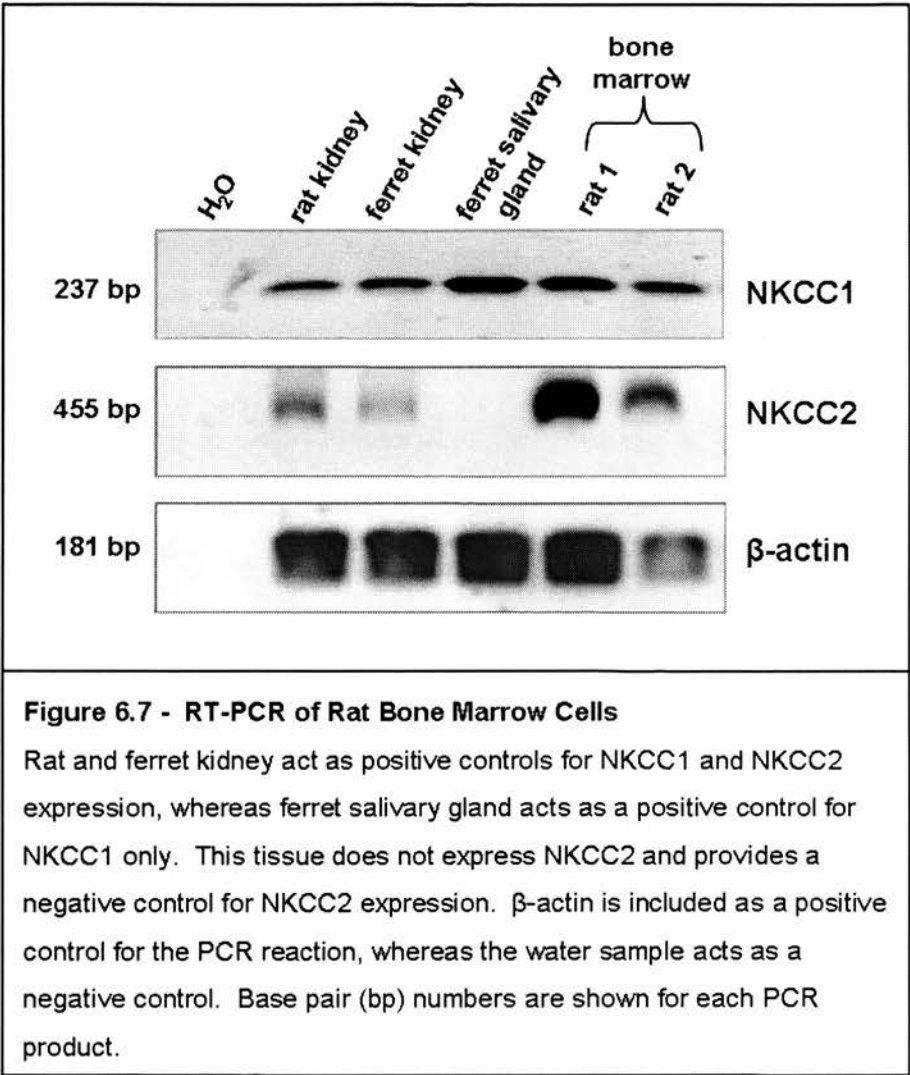 bone
marrow
H₂O
rat kidney
ferret kidney
ferret salivary
gland
rat 1
rat 2
237 bp
NKCC1
455 bp
NKCC2
181 bp
β-actin
Figure 6.7 - RT-PCR of Rat Bone Marrow Cells
Rat and ferret kidney act as positive controls for NKCC1 and NKCC2
expression, whereas ferret salivary gland acts as a positive control for
NKCC1 only. This tissue does not express NKCC2 and provides a
negative control for NKCC2 expression. β-actin is included as a positive
control for the PCR reaction, whereas the water sample acts as a
negative control. Base pair (bp) numbers are shown for each PCR
product.